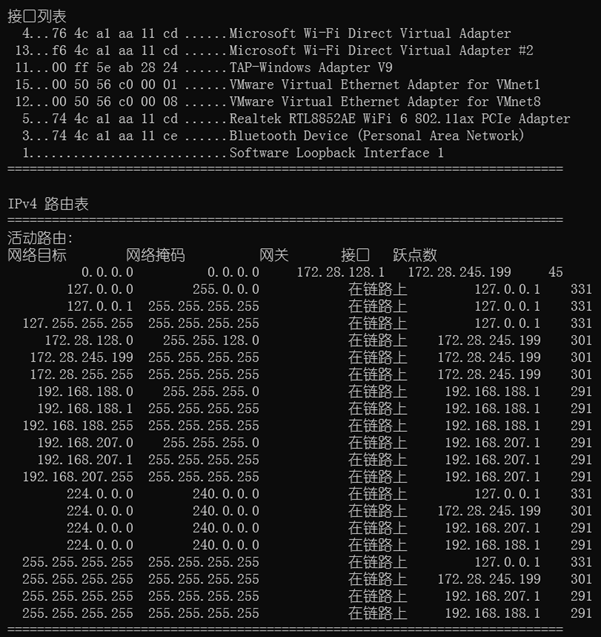 接口列表
4...76 4c a1 aa 11 cd ......Microsoft Wi-Fi Direct Virtual Adapter
13...f6 4c a1 aa 11 cd ......Microsoft Wi-Fi Direct Virtual Adapter #2
11...00 ff 5e ab 28 24 ......TAP-Windows Adapter V9
15...00 50 56 c0 00 01 ......VMware Virtual Ethernet Adapter for VMnet1
12...00 50 56 c0 00 08 ......VMware Virtual Ethernet Adapter for VMnet8
5...74 4c a1 aa 11 cd ......Realtek RTL8852AE WiFi 6 802.11ax PCIe Adapter
3...74 4c a1 aa 11 ce ......Bluetooth Device (Personal Area Network)
1...........................Software Loopback Interface 1
===========================================================================
IPv4 路由表
===========================================================================
活动路由:
网络目标 网络掩码 网关 接口 跃点数
0.0.0.0 0.0.0.0 172.28.128.1 172.28.245.199 45
127.0.0.0 255.0.0.0 在链路上 127.0.0.1 331
127.0.0.1 255.255.255.255 在链路上 127.0.0.1 331
127.255.255.255 255.255.255.255 在链路上 127.0.0.1 331
172.28.128.0 255.255.128.0 在链路上 172.28.245.199 301
172.28.245.199 255.255.255.255 在链路上 172.28.245.199 301
172.28.255.255 255.255.255.255 在链路上 172.28.245.199 301
192.168.188.0 255.255.255.0 在链路上 192.168.188.1 291
192.168.188.1 255.255.255.255 在链路上 192.168.188.1 291
192.168.188.255 255.255.255.255 在链路上 192.168.188.1 291
192.168.207.0 255.255.255.0 在链路上 192.168.207.1 291
192.168.207.1 255.255.255.255 在链路上 192.168.207.1 291
192.168.207.255 255.255.255.255 在链路上 192.168.207.1 291
224.0.0.0 240.0.0.0 在链路上 127.0.0.1 331
224.0.0.0 240.0.0.0 在链路上 172.28.245.199 301
224.0.0.0 240.0.0.0 在链路上 192.168.207.1 291
224.0.0.0 240.0.0.0 在链路上 192.168.188.1 291
255.255.255.255 255.255.255.255 在链路上 127.0.0.1 331
255.255.255.255 255.255.255.255 在链路上 172.28.245.199 301
255.255.255.255 255.255.255.255 在链路上 192.168.207.1 291
255.255.255.255 255.255.255.255 在链路上 192.168.188.1 291
===========================================================================